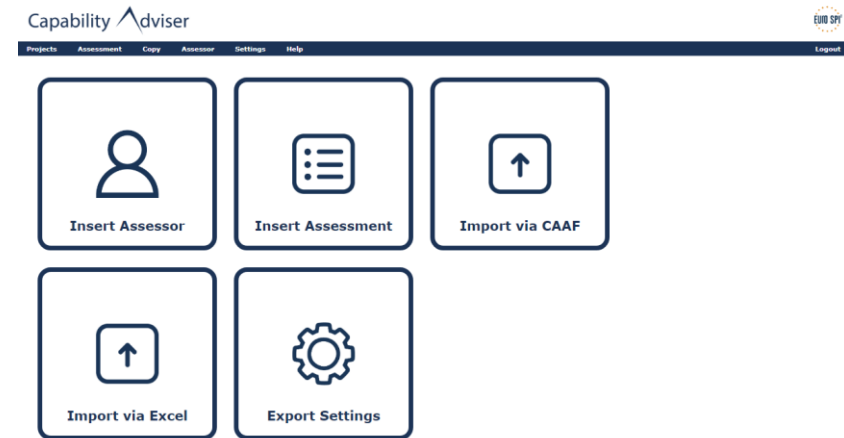 Capability Adviser
EURO SPI²
Projects Assessment Copy Assessor Settings Help Logout
Insert Assessor Insert Assessment Import via CAAF
Import via Excel Export Settings